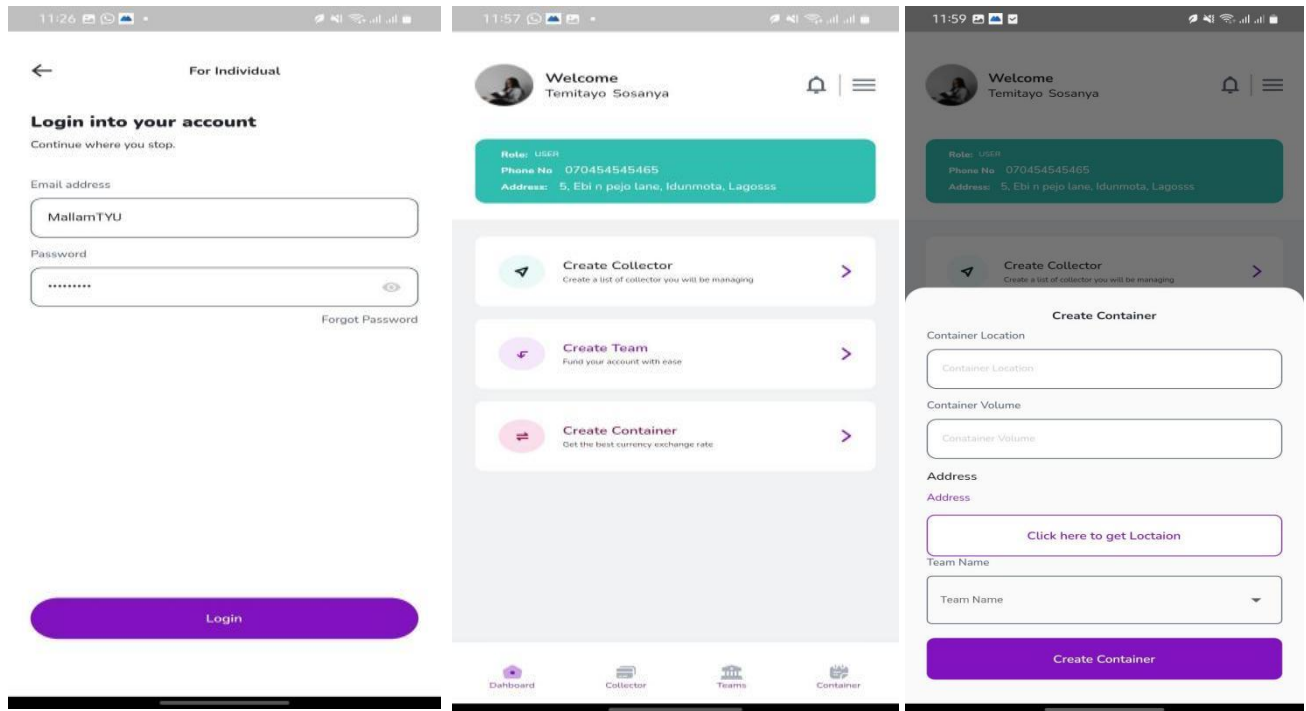 11:26
For Individual
Login into your account
Continue where you stop.
Email address
MallamTYU
Password
Forgot Password
Login
11:57
Welcome
Temitayo Sosanya
Role: USER
Phone No 070454545465
Address: 5, Ebi n pejo lane, Idunmota, Lagosss
Create Collector
Create a list of collector you will be managing
Create Team
Fund your account with ease
Create Container
Get the best currency exchange rate
Dahboard
Collector
Teams
Container
11:59
Welcome
Temitayo Sosanya
Role: USER
Phone No 070454545465
Address: 5, Ebi n pejo lane, Idunmota, Lagosss
Create Collector
Create a list of collector you will be managing
Create Container
Container Location
Container Location
Container Volume
Conatainer Volume
Address
Address
Click here to get Loctaion
Team Name
Team Name
Create Container